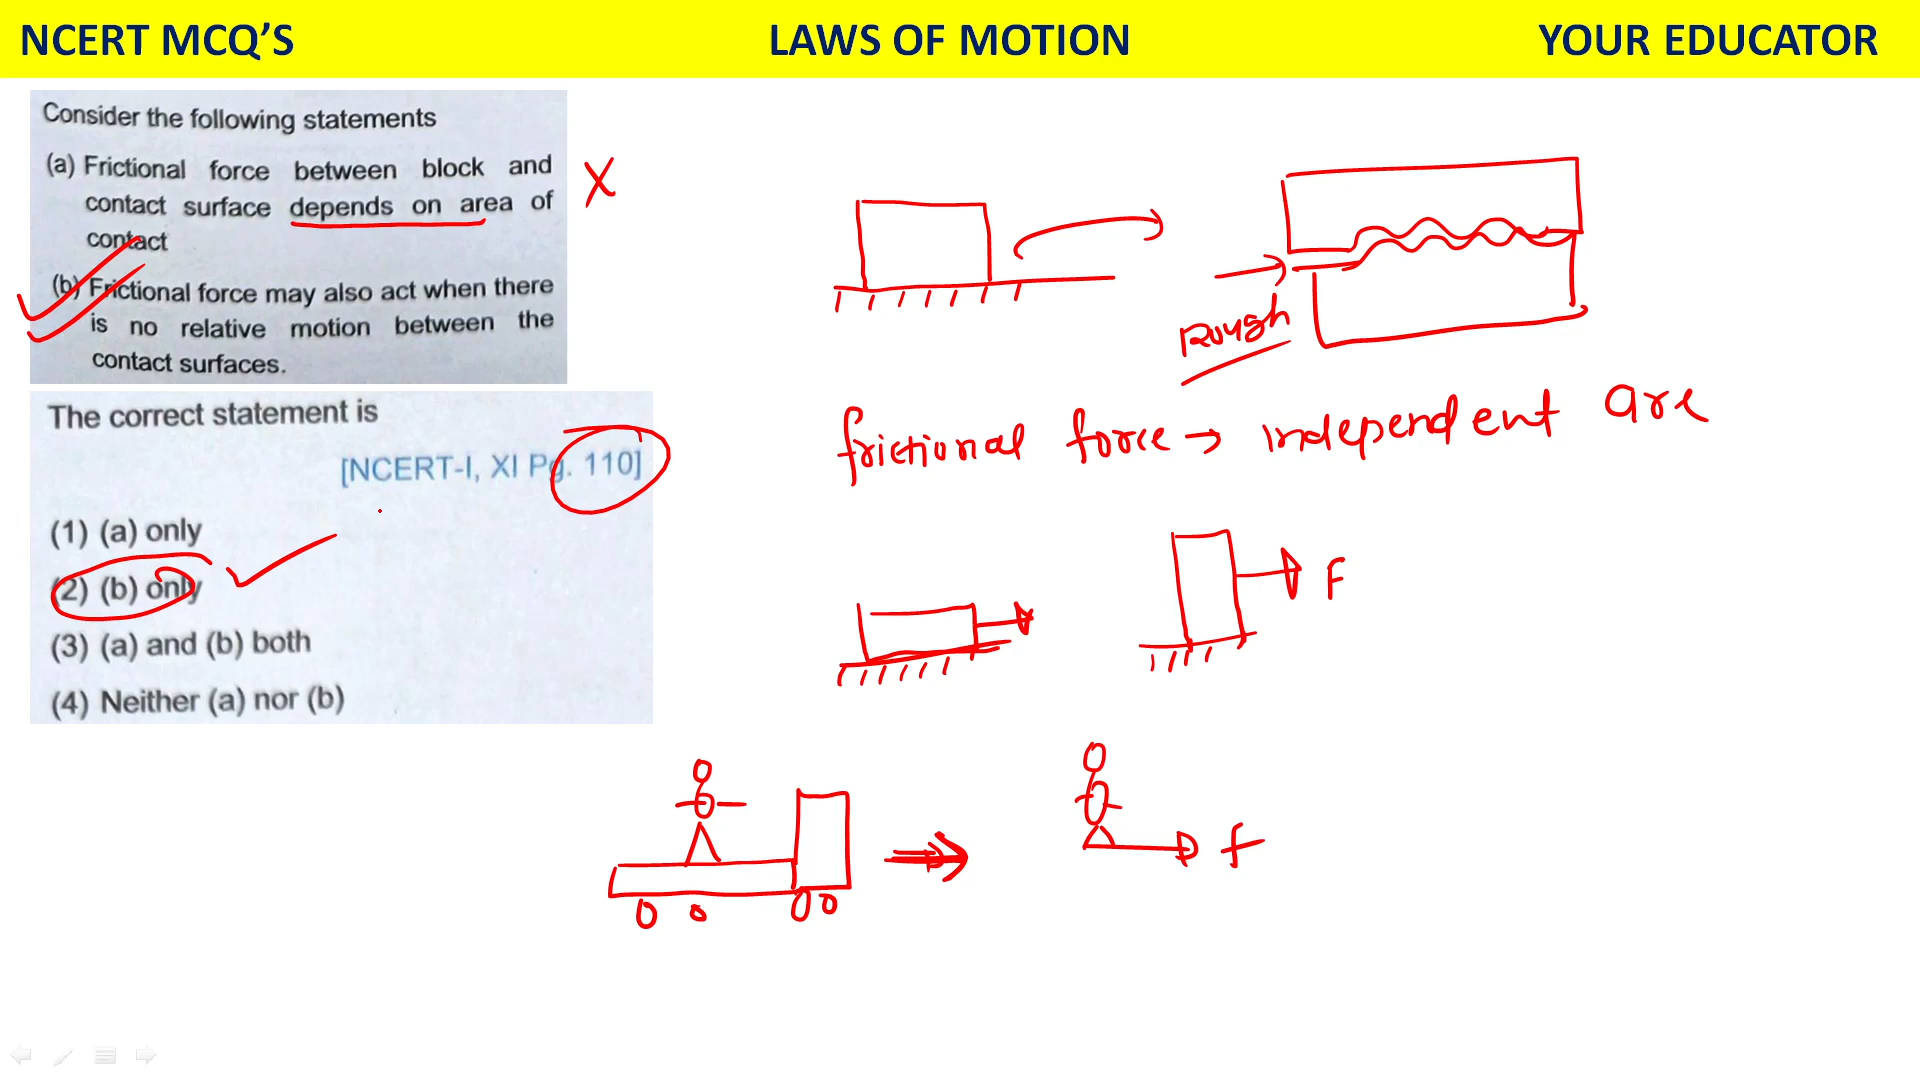 NCERT MCQ'S
LAWS OF MOTION
YOUR EDUCATOR
Consider the following statements
(a) Frictional force between block and
contact surface depends on area of
contact
(b) Frictional force may also act when there
is no relative motion between the
contact surfaces.
The correct statement is
[NCERT-I, XI Pg. 110]
(1) (a) only
(2) (b) only
(3) (a) and (b) both
(4) Neither (a) nor (b)
Rough
frictional force → independent are
F
f